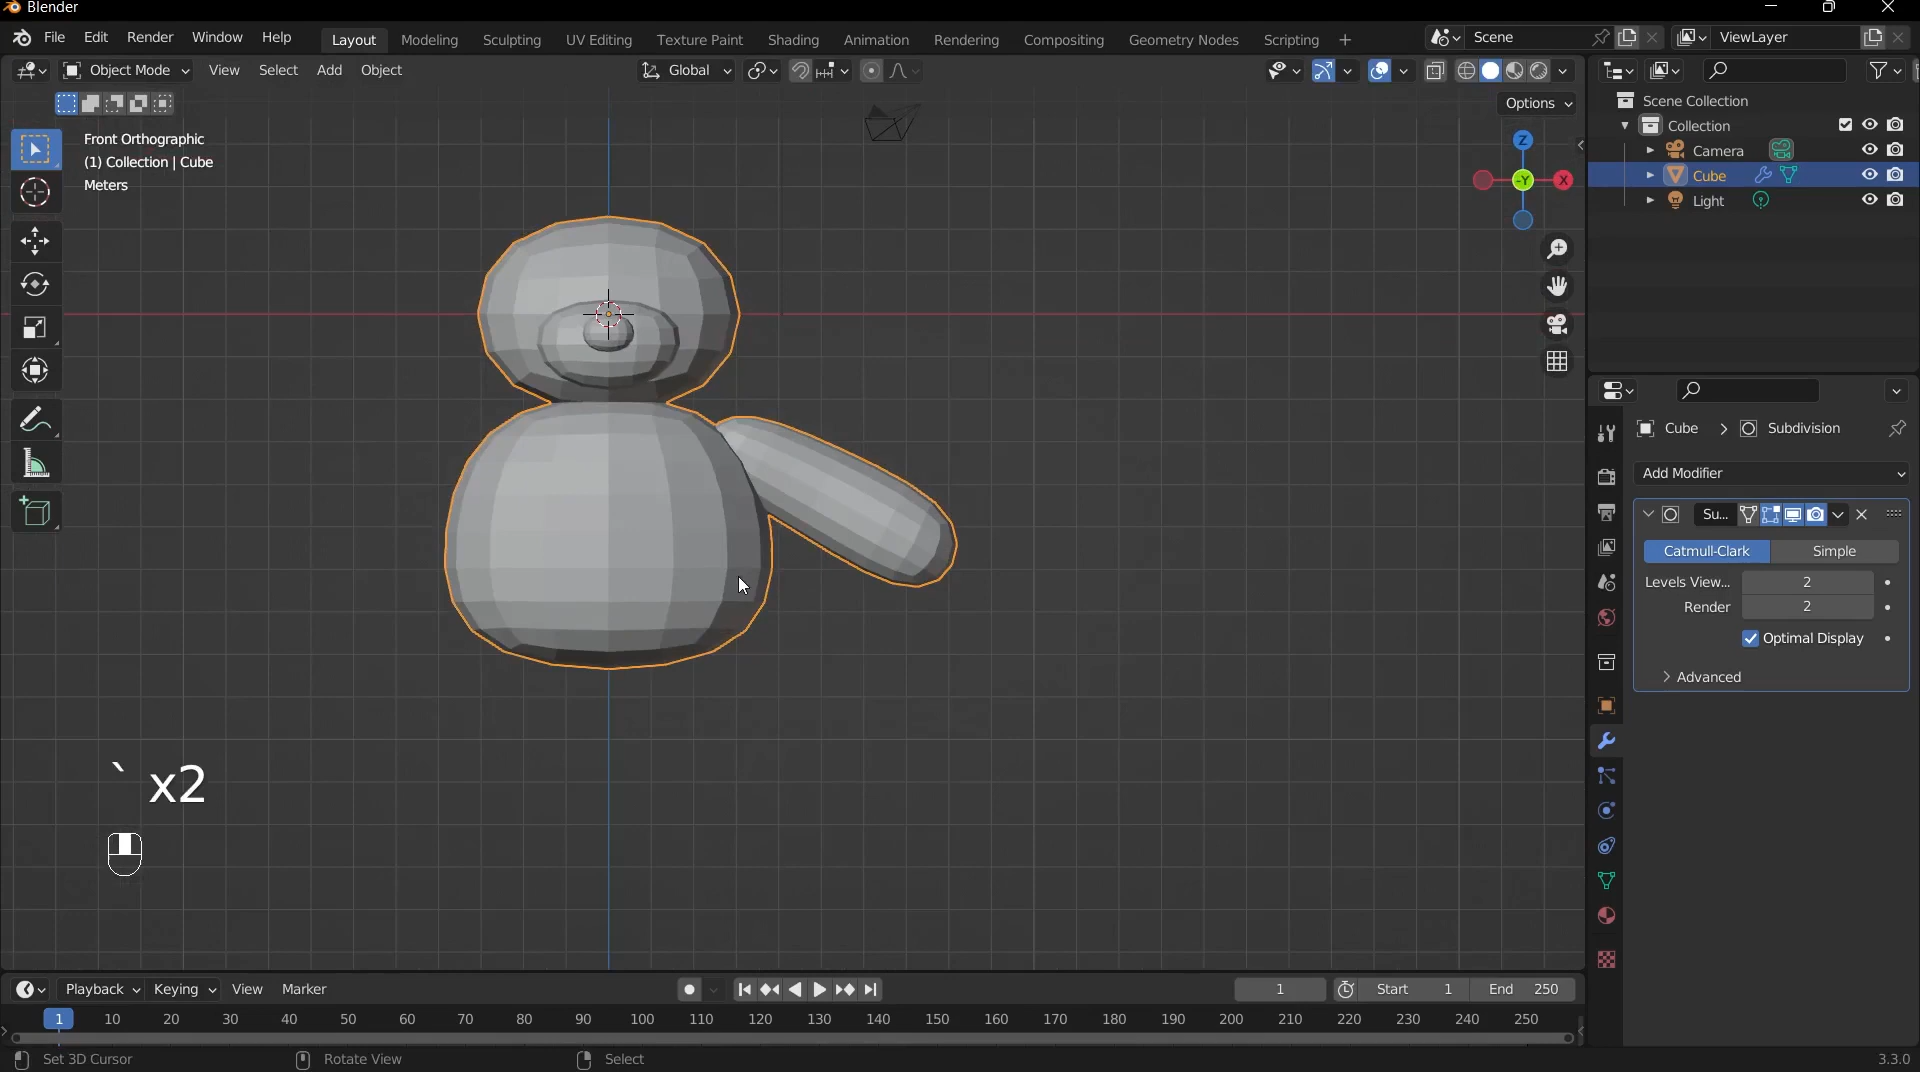 Blender
File Edit Render Window Help Layout Modeling Sculpting UV Editing Texture Paint Shading Animation Rendering Compositing Geometry Nodes Scripting + Scene ViewLayer
Object Mode View Select Add Object Global
Options
Front Orthographic
(1) Collection | Cube
Meters
Z
-Y
X
Scene Collection
Collection
Camera
Cube
Light
Cube > Subdivision
Add Modifier
Su...
Catmull-Clark Simple
Levels View... 2
Render 2
Optimal Display
> Advanced
` x2
Playback Keying View Marker 1 Start 1 End 250
1 10 20 30 40 50 60 70 80 90 100 110 120 130 140 150 160 170 180 190 200 210 220 230 240 250
Set 3D Cursor Rotate View Select 3.3.0